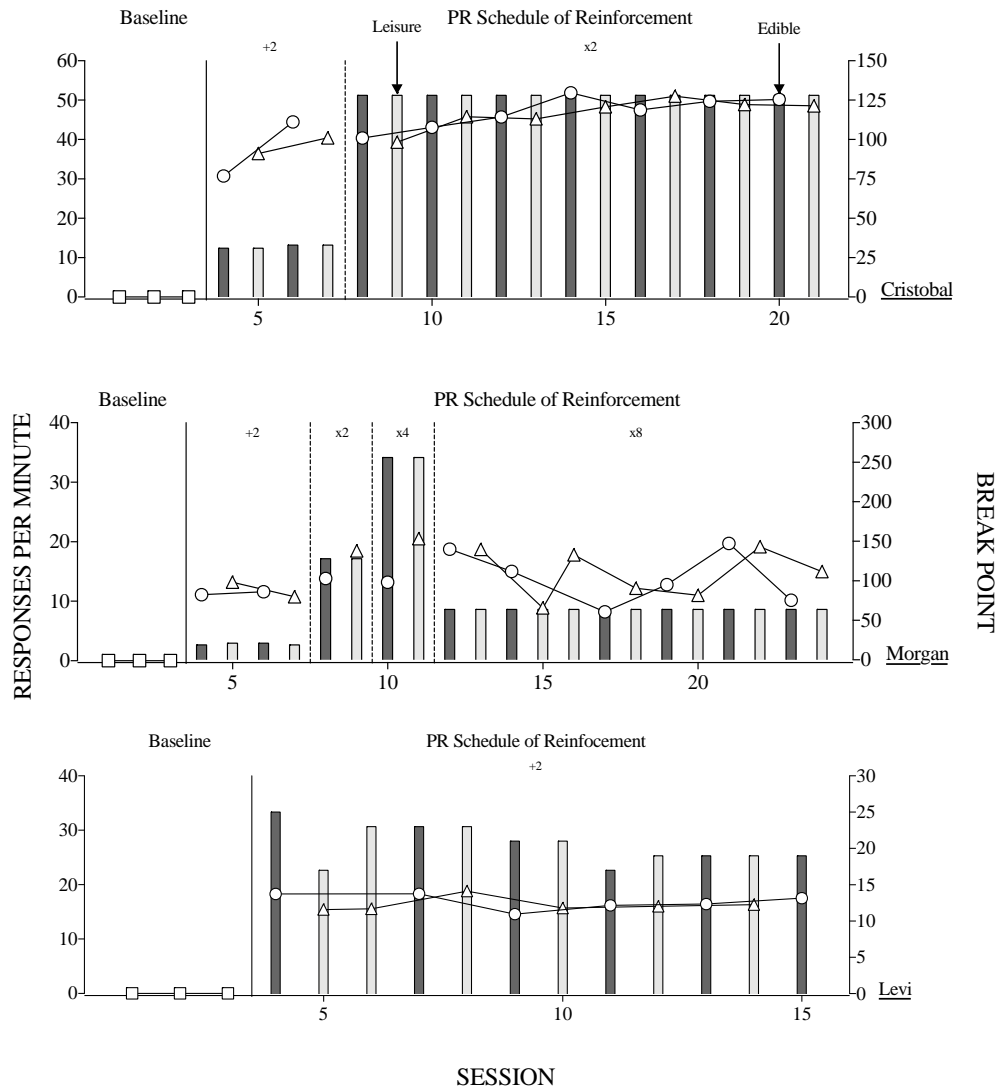 Baseline PR Schedule of Reinforcement
Leisure Edible
+2 x2
60 150
50 125
40 100
30 75
20 50
10 25
0 0
Cristobal
5 10 15 20
Baseline PR Schedule of Reinforcement
40 300
+2 x2 x4 x8
250
30
200
20 150
100
10
50
0 0
Morgan
5 10 15 20
RESPONSES PER MINUTE
BREAK POINT
Baseline PR Schedule of Reinfocement
+2
40 30
25
30
20
20 15
10
10
5
0 0
Levi
5 10 15
SESSION